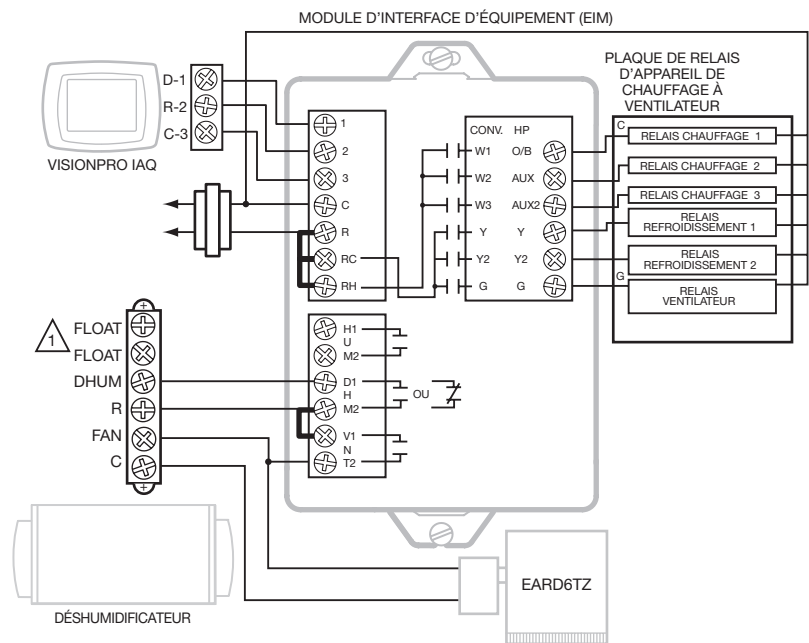 MODULE D'INTERFACE D'ÉQUIPEMENT (EIM)
PLAQUE DE RELAIS
D'APPAREIL DE
CHAUFFAGE À
VENTILATEUR
D-1
R-2
C-3
VISIONPRO IAQ
1
2
3
C
R
RC
RH
CONV. HP
W1 O/B
W2 AUX
W3 AUX2
Y Y
Y2 Y2
G G
C
RELAIS CHAUFFAGE 1
RELAIS CHAUFFAGE 2
RELAIS CHAUFFAGE 3
RELAIS
REFROIDISSEMENT 1
RELAIS
REFROIDISSEMENT 2
G
RELAIS
VENTILATEUR
1
FLOAT
FLOAT
DHUM
R
FAN
C
H1
U
M2
D1
H
M2
V1
N
T2
OU
DÉSHUMIDIFICATEUR
EARD6TZ